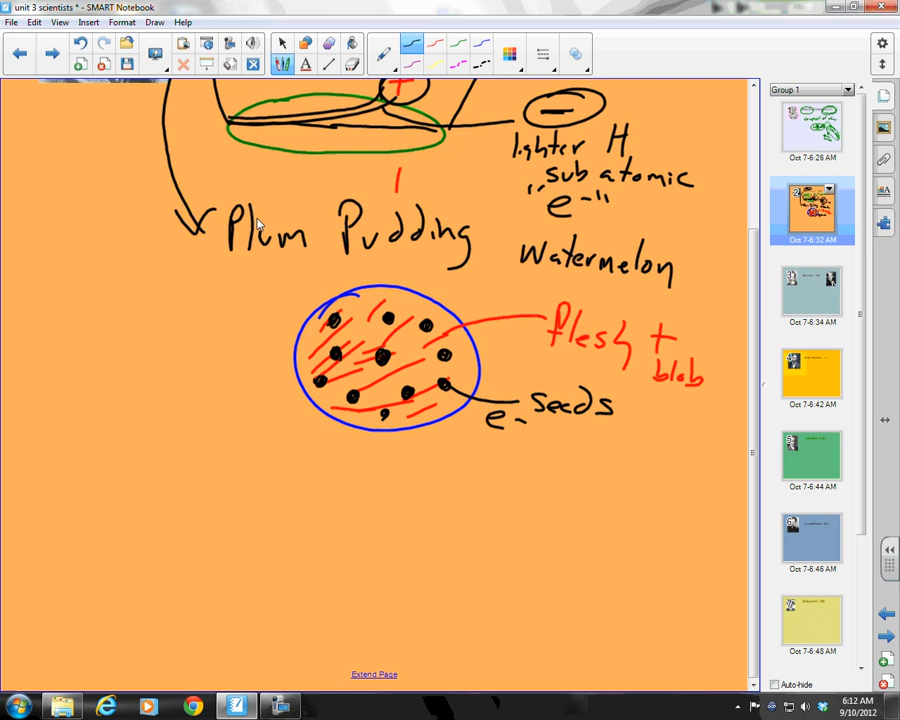 unit 3 scientists * - SMART Notebook
File Edit View Insert Format Draw Help
Group 1
Oct 7-6:26 AM
Oct 7-6:32 AM
Oct 7-6:34 AM
Oct 7-6:42 AM
Oct 7-6:44 AM
Oct 7-6:46 AM
Oct 7-6:48 AM
Auto-hide
+
−
lighter H
"sub atomic
e-"
Plum Pudding
Watermelon
flesh +
blob
seeds
e-
Extend Page
6:12 AM
9/10/2012